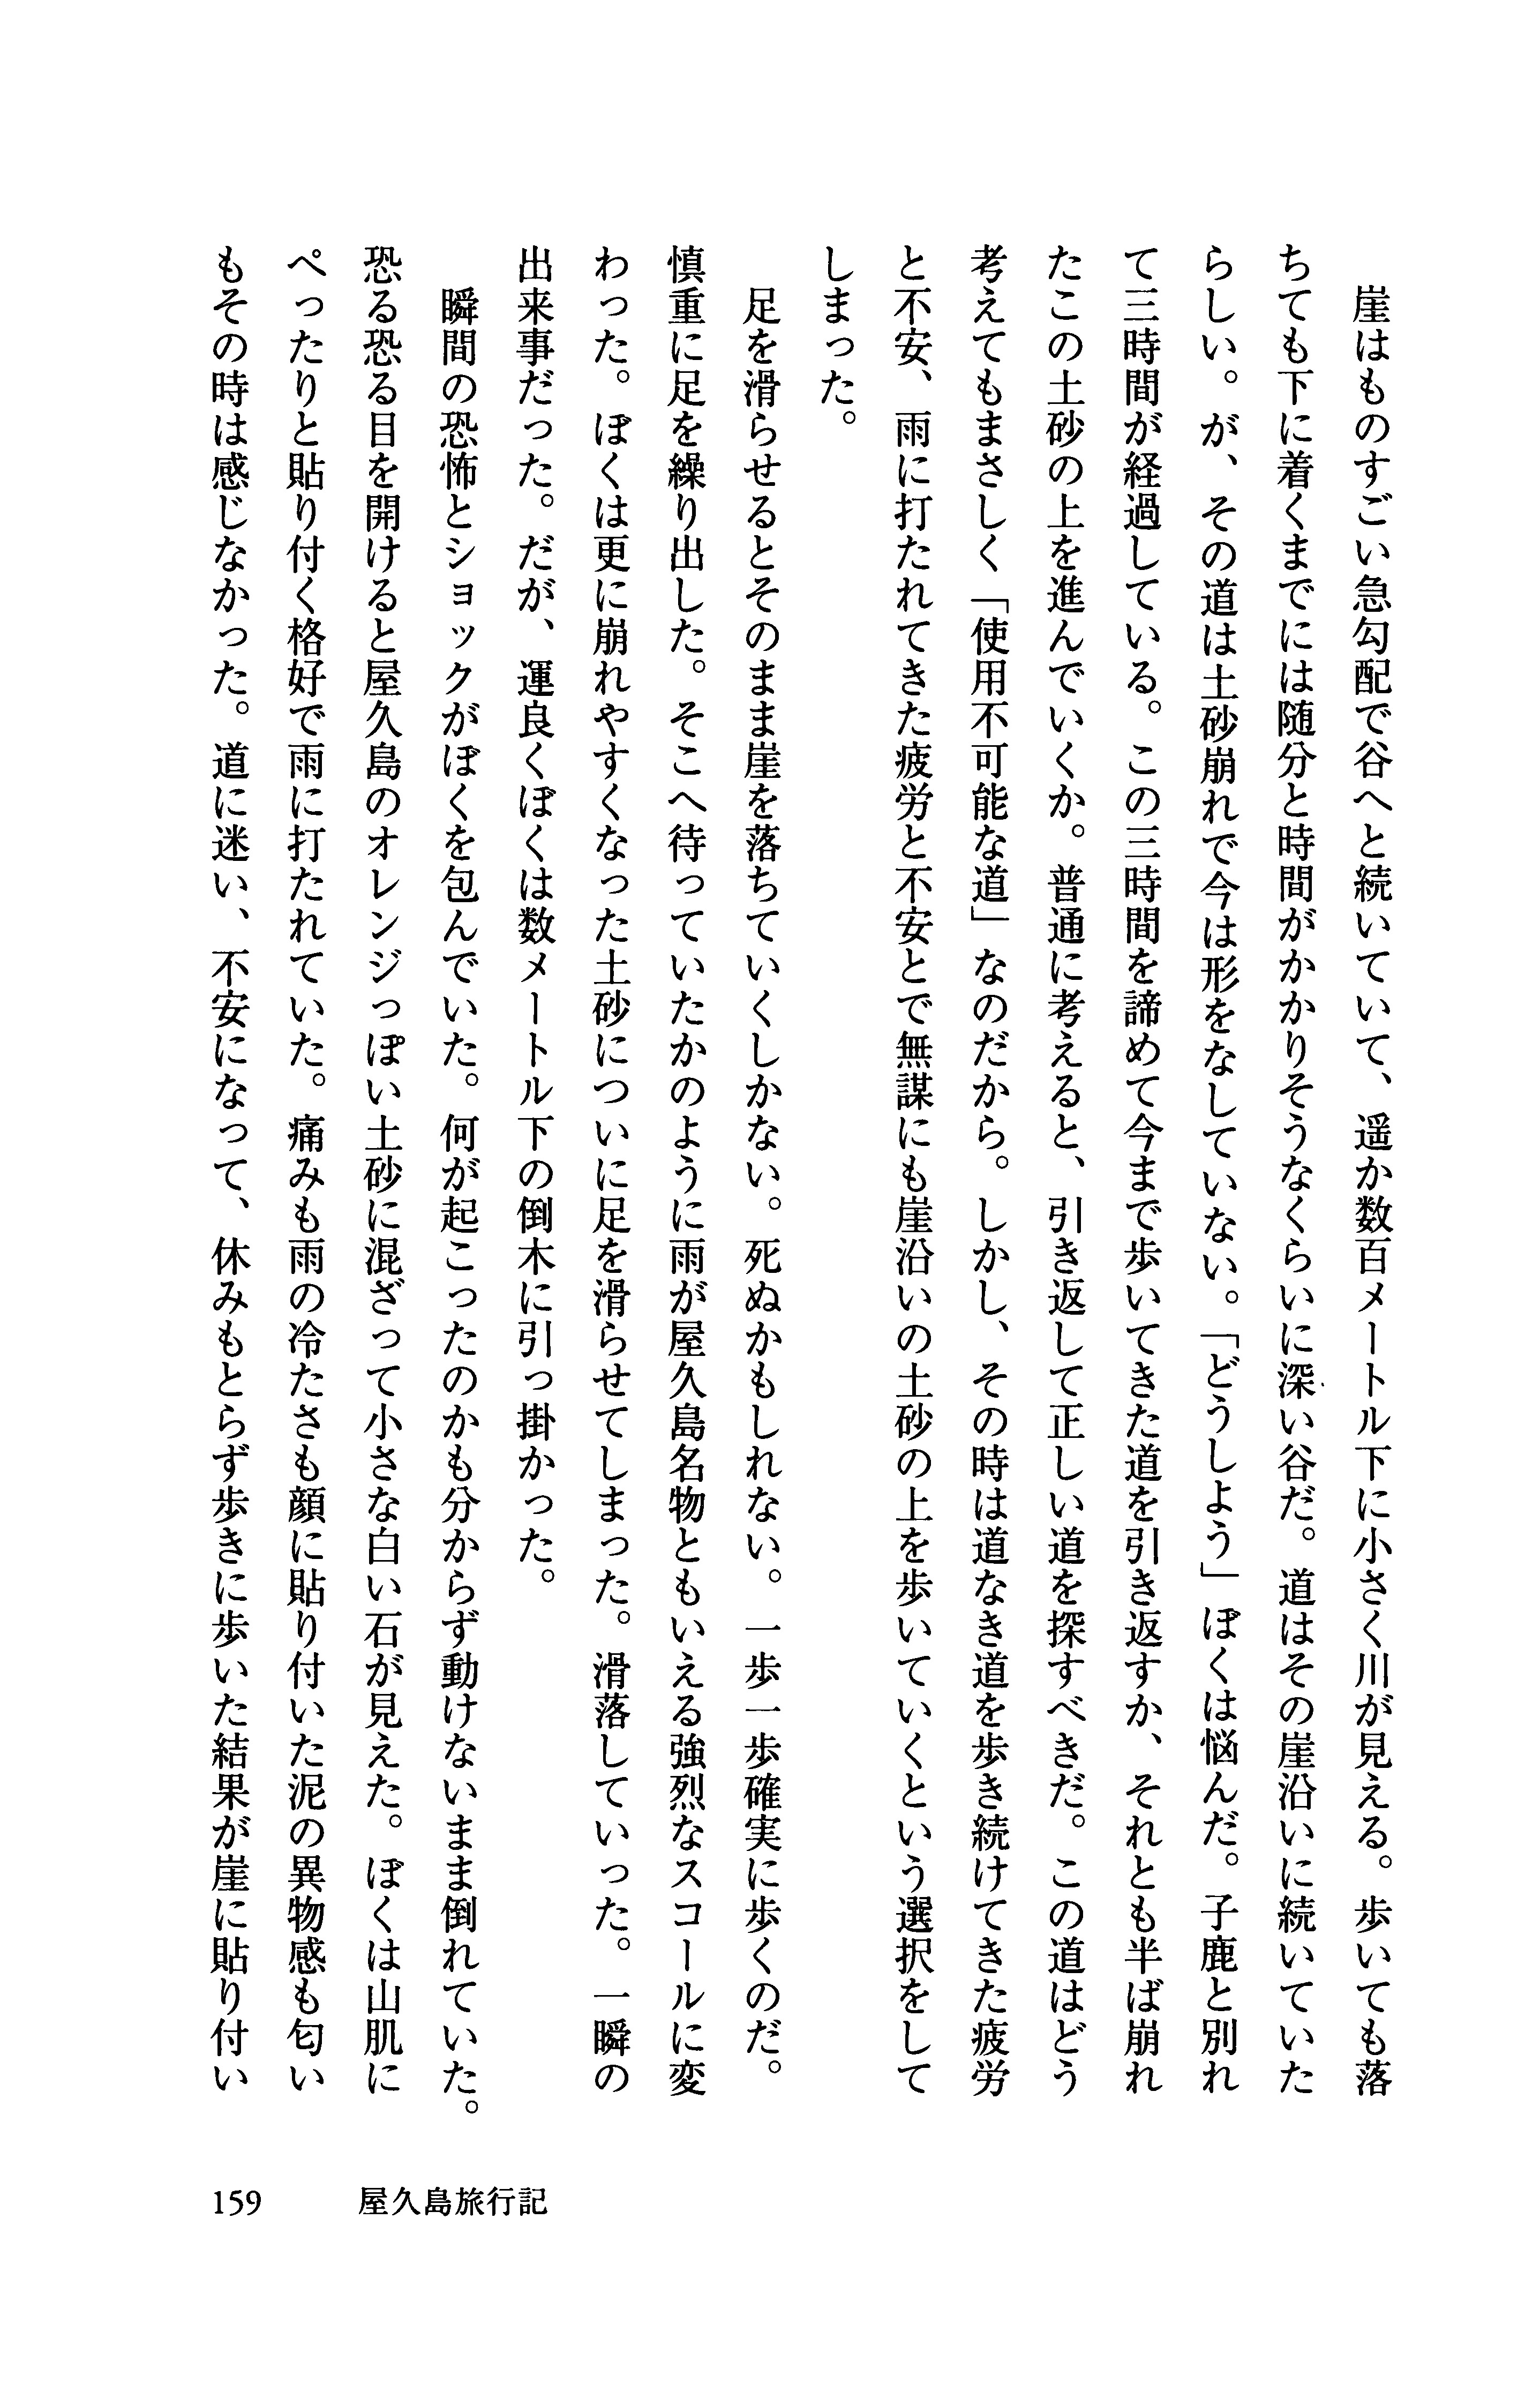 崖はものすごい急勾配で谷へと続いていて、遥か数百メートル下に小さく川が見える。歩いても落
ちても下に着くまでには随分と時間がかかりそうなくらいに深い谷だ。道はその崖沿いに続いていた
らしい。が、その道は土砂崩れで今は形をなしていない。「どうしよう」ぼくは悩んだ。子鹿と別れ
て三時間が経過している。この三時間を諦めて今まで歩いてきた道を引き返すか、それとも半ば崩れ
たこの土砂の上を進んでいくか。普通に考えると、引き返して正しい道を探すべきだ。この道はどう
考えてもまさしく「使用不可能な道」なのだから。しかし、その時は道なき道を歩き続けてきた疲労
と不安、雨に打たれてきた疲労と不安とで無謀にも崖沿いの土砂の上を歩いていくという選択をして
しまった。
足を滑らせるとそのまま崖を落ちていくしかない。死ぬかもしれない。一歩一歩確実に歩くのだ。
慎重に足を繰り出した。そこへ待っていたかのように雨が屋久島名物ともいえる強烈なスコールに変
わった。ぼくは更に崩れやすくなった土砂についに足を滑らせてしまった。滑落していった。一瞬の
出来事だった。だが、運良くぼくは数メートル下の倒木に引っ掛かった。
瞬間の恐怖とショックがぼくを包んでいた。何が起こったのかも分からず動けないまま倒れていた。
恐る恐る目を開けると屋久島のオレンジっぽい土砂に混ざって小さな白い石が見えた。ぼくは山肌に
ぺったりと貼り付く格好で雨に打たれていた。痛みも雨の冷たさも顔に貼り付いた泥の異物感も匂い
もその時は感じなかった。道に迷い、不安になって、休みもとらず歩きに歩いた結果が崖に貼り付い
159 屋久島旅行記